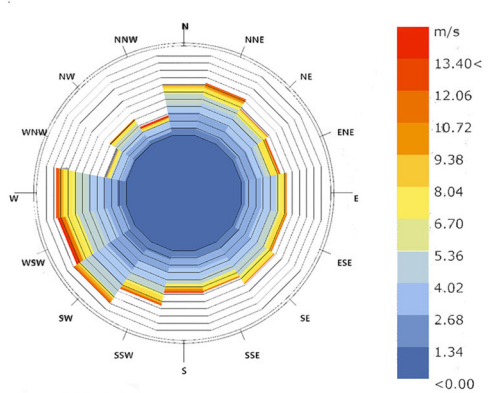 N
NNE
NE
ENE
E
ESE
SE
SSE
S
SSW
SW
WSW
W
WNW
NW
NNW
m/s
13.40<
12.06
10.72
9.38
8.04
6.70
5.36
4.02
2.68
1.34
<0.00